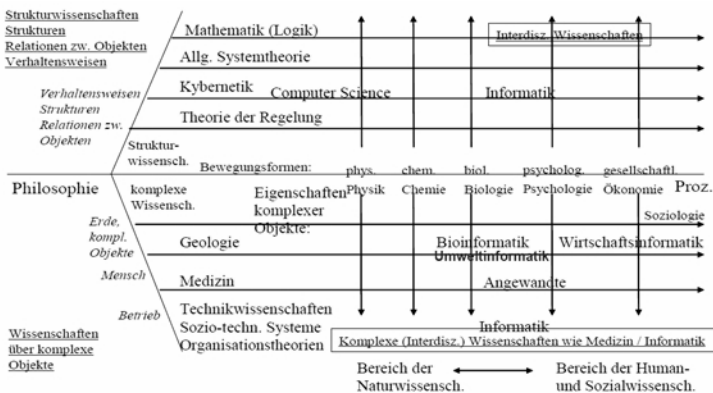 Strukturwissenschaften
Strukturen
Relationen zw. Objekten
Verhaltensweisen
Mathematik (Logik)
Interdisz. Wissenschaften
Allg. Systemtheorie
Verhaltensweisen
Strukturen
Relationen zw.
Objekten
Kybernetik
Computer Science
Informatik
Theorie der Regelung
Struktur-
wissensch.
Bewegungsformen:
phys.
chem.
biol.
psycholog.
gesellschaftl.
Philosophie
komplexe
Wissensch.
Eigenschaften
komplexer
Objekte:
Physik
Chemie
Biologie
Psychologie
Ökonomie
Proz.
Soziologie
Erde,
kompl.
Objekte
Geologie
Bioinformatik
Wirtschaftsinformatik
Umweltinformatik
Mensch
Medizin
Angewandte
Betrieb
Technikwissenschaften
Sozio-techn. Systeme
Organisationstheorien
Informatik
Komplexe (Interdisz.) Wissenschaften wie Medizin / Informatik
Wissenschaften
über komplexe
Objekte
Bereich der
Naturwissensch.
Bereich der Human-
und Sozialwissensch.